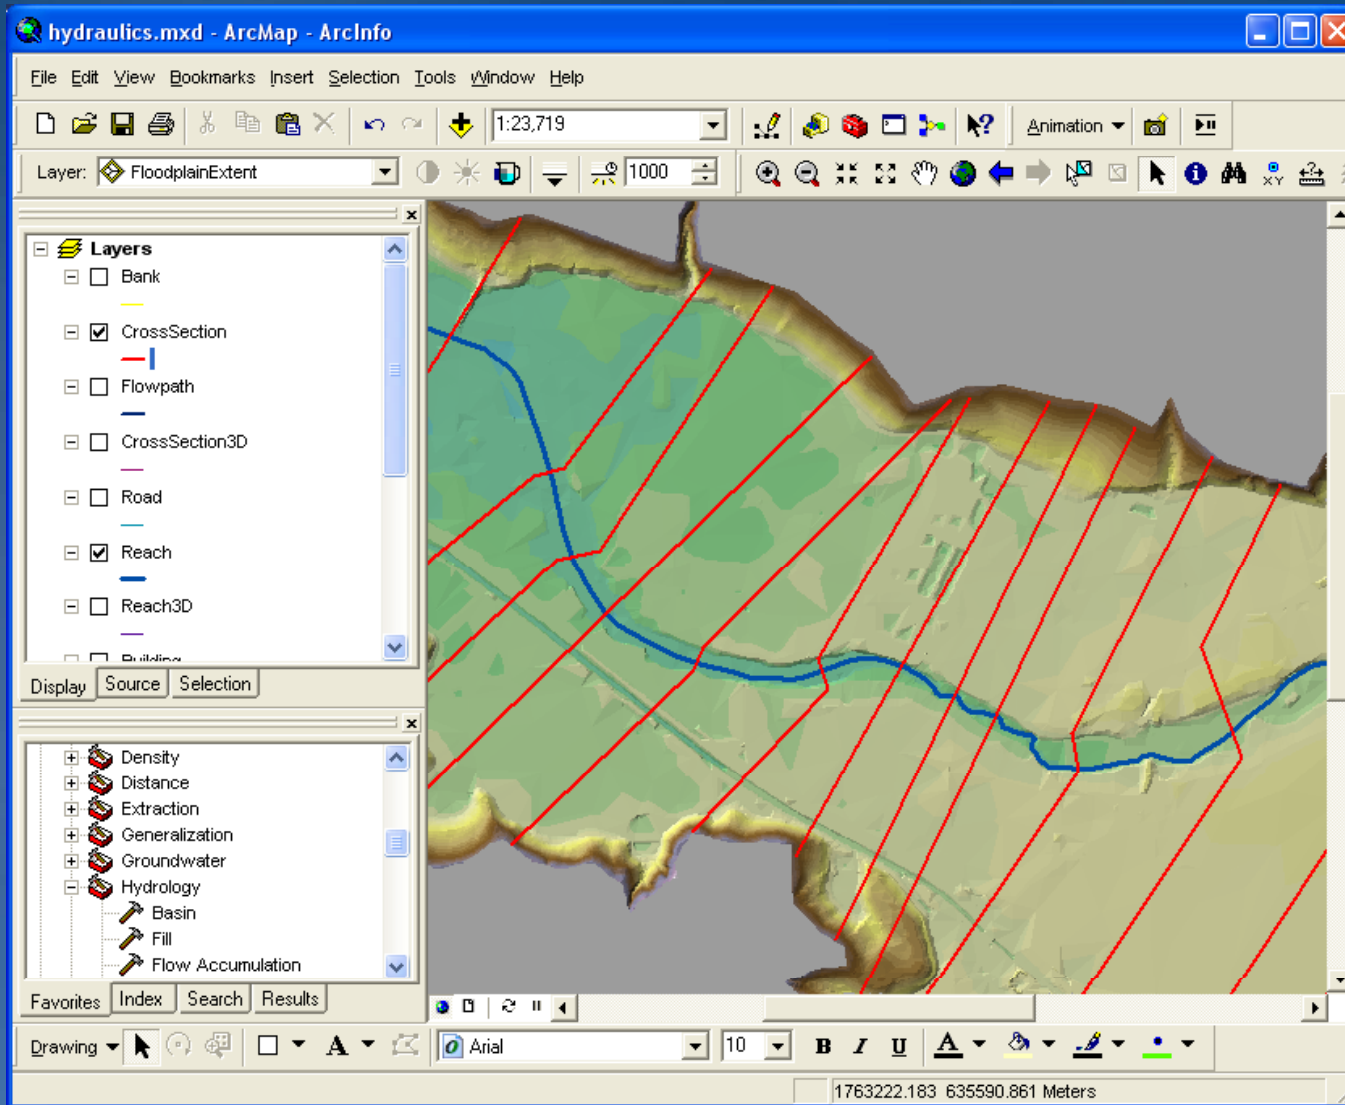 hydraulics.mxd - ArcMap - ArcInfo
File Edit View Bookmarks Insert Selection Tools Window Help
1:23,719 Animation
Layer: FloodplainExtent 1000
Layers
Bank
CrossSection
Flowpath
CrossSection3D
Road
Reach
Reach3D
Building
Display Source Selection
Density
Distance
Extraction
Generalization
Groundwater
Hydrology
Basin
Fill
Flow Accumulation
Favorites Index Search Results
Drawing A Arial 10 B I U A
1763222.183 635590.861 Meters